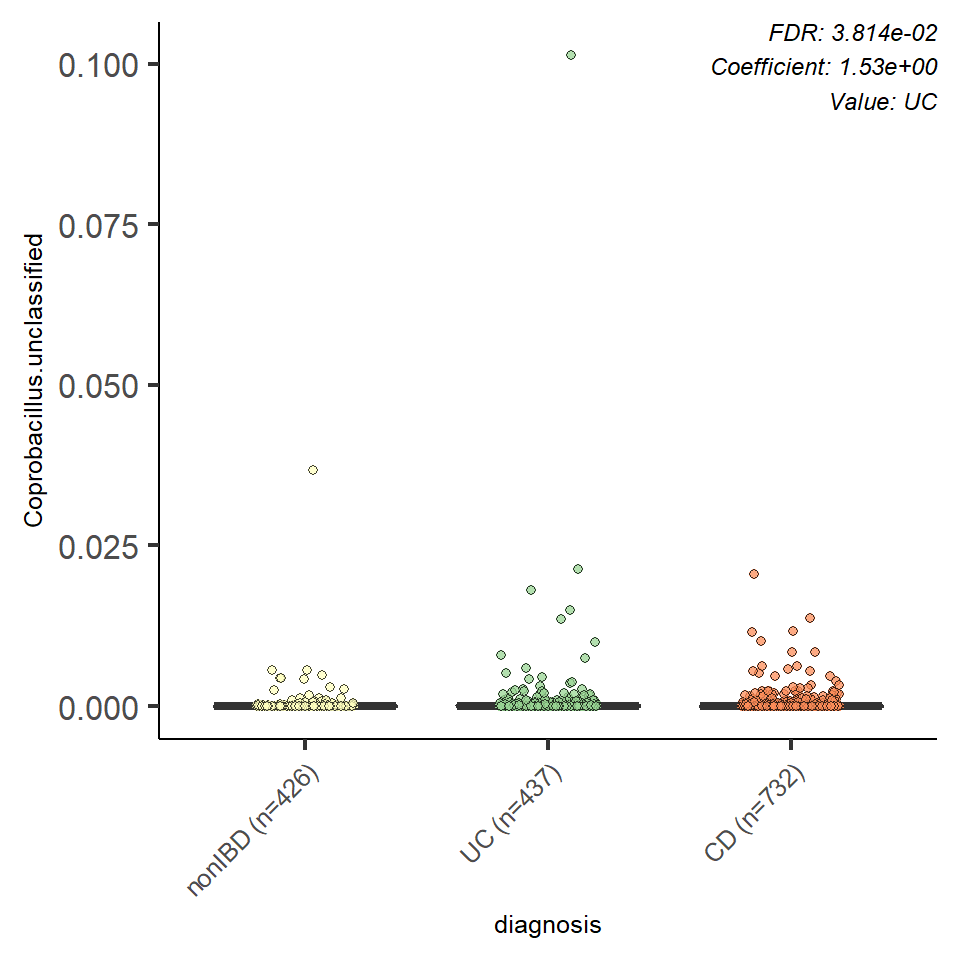 FDR: 3.814e-02
Coefficient: 1.53e+00
Value: UC
Coprobacillus.unclassified
0.100
0.075
0.050
0.025
0.000
nonIBD (n=426)
UC (n=437)
CD (n=732)
diagnosis